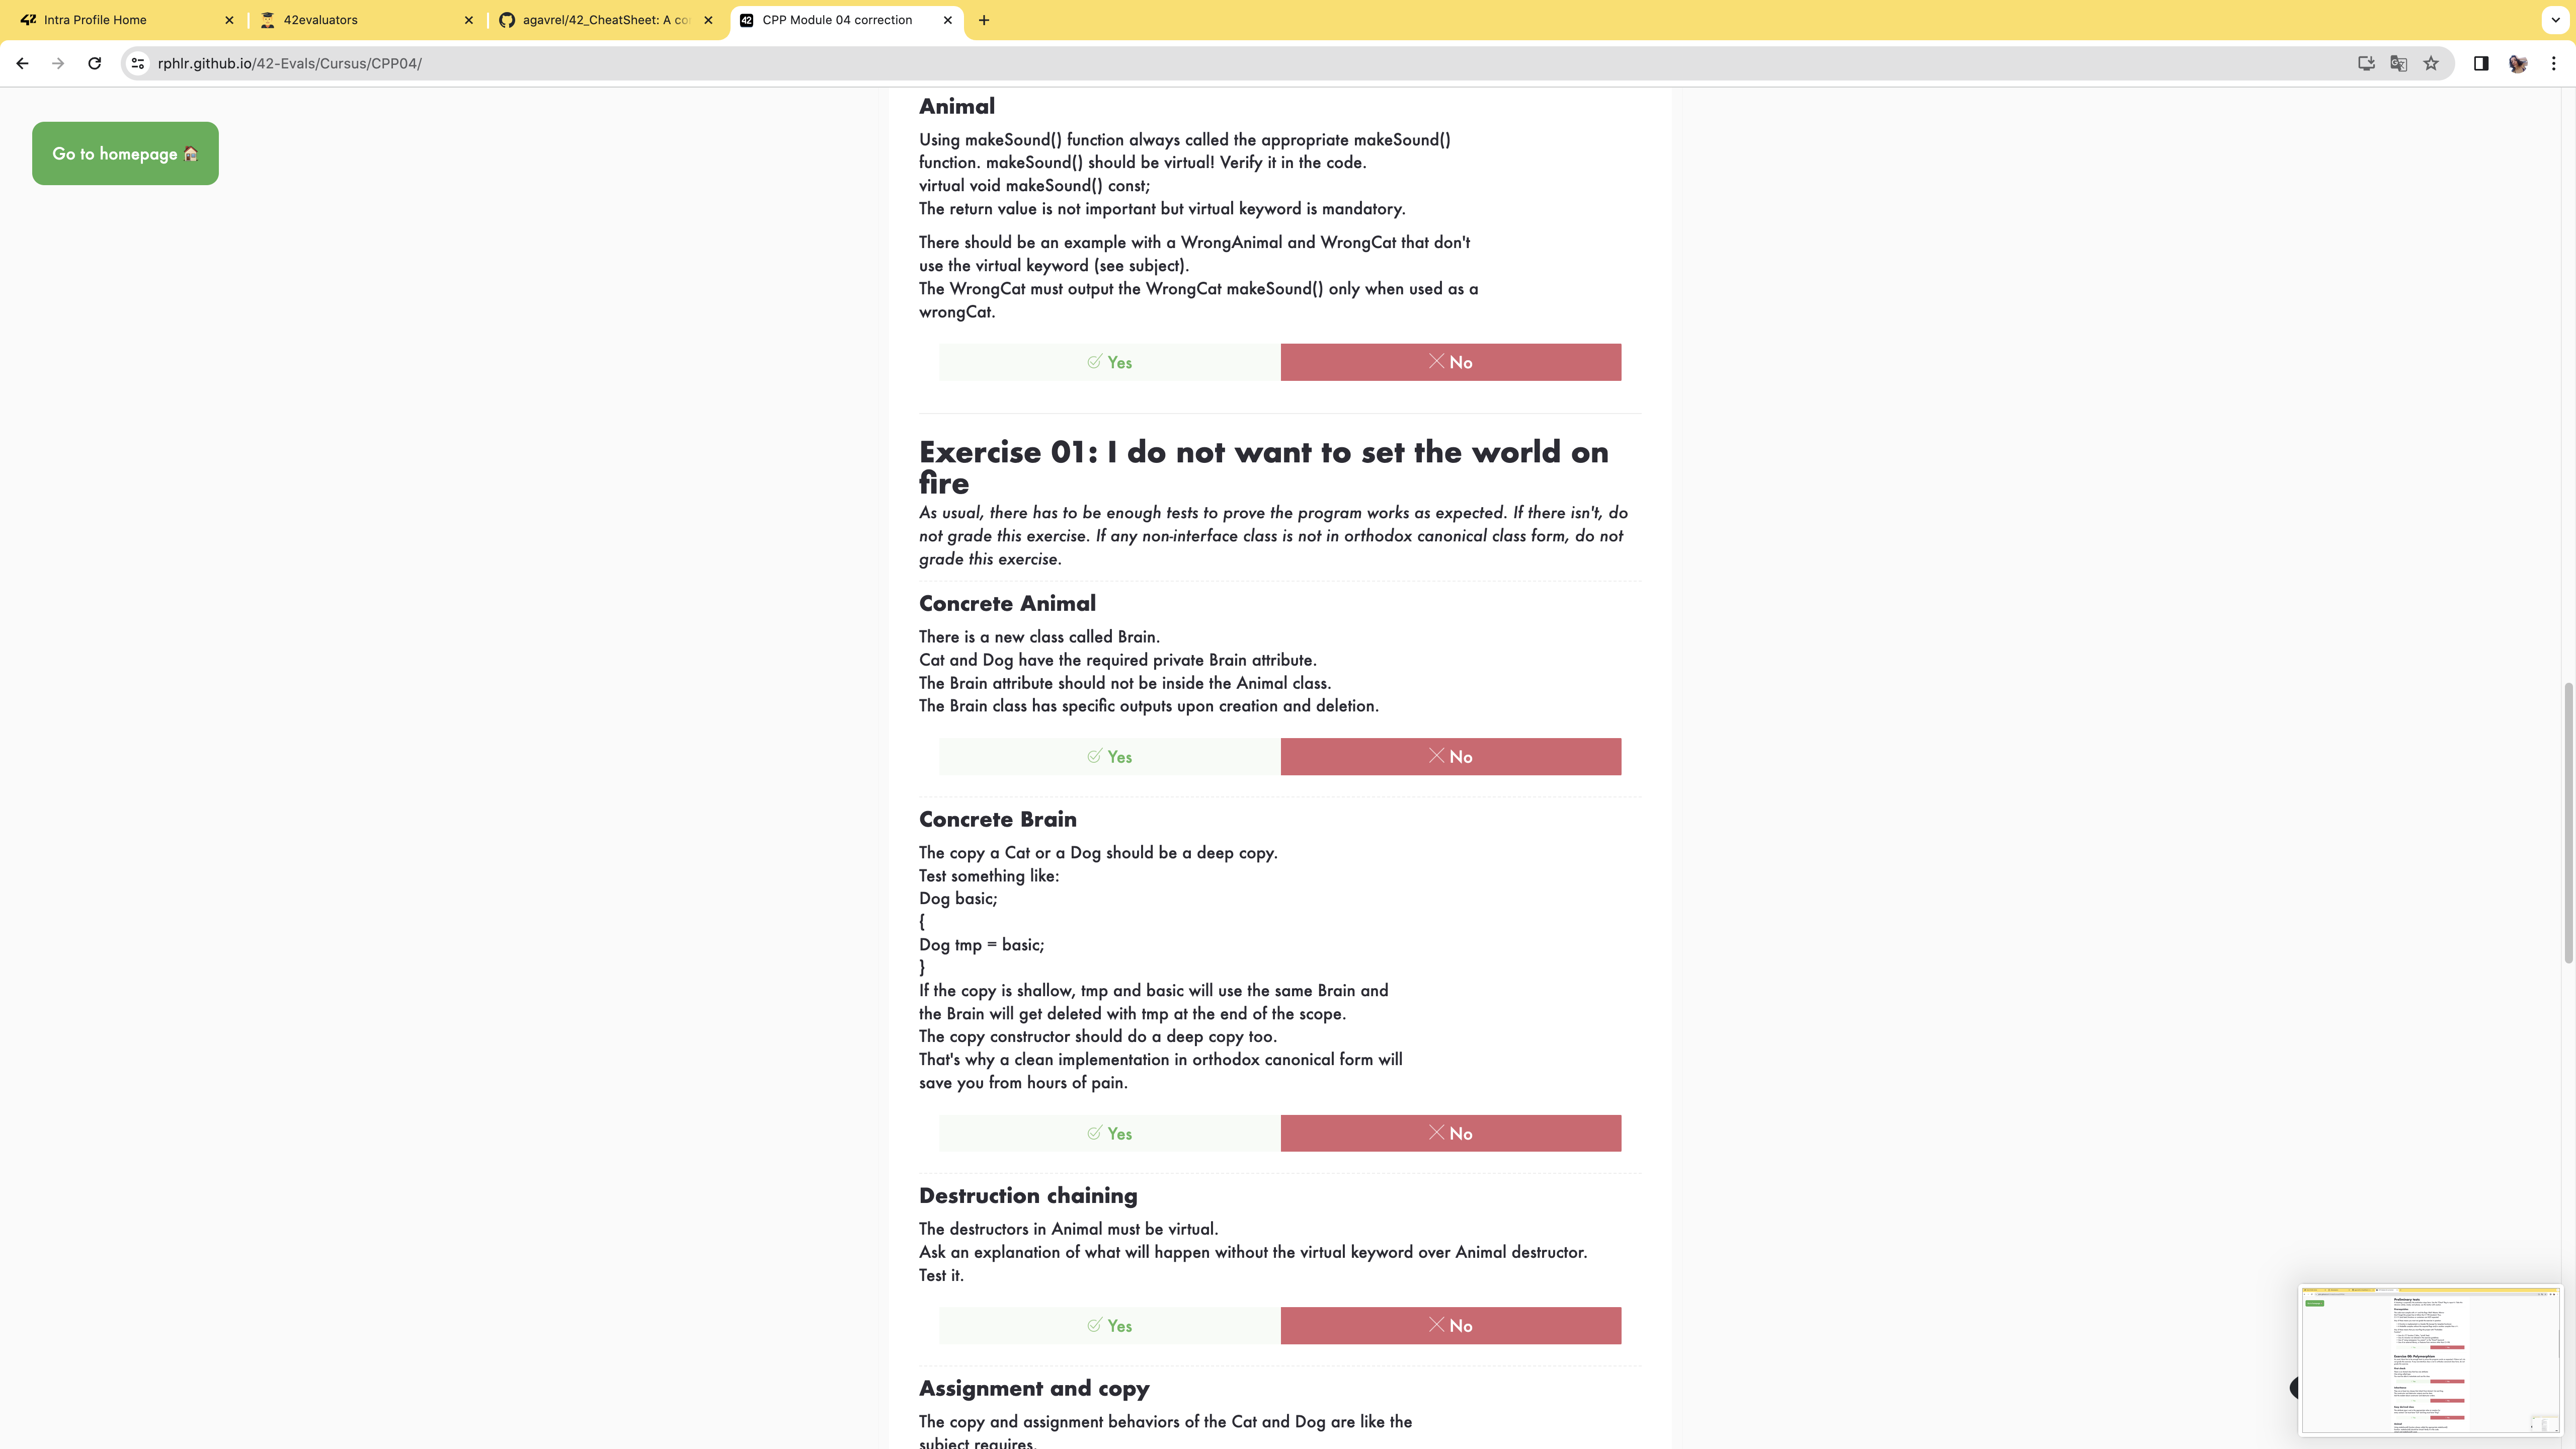 Intra Profile Home
42evaluators
agavrel/42_CheatSheet: A co
42 CPP Module 04 correction
rphlr.github.io/42-Evals/Cursus/CPP04/
Go to homepage
Animal
Using makeSound() function always called the appropriate makeSound()
function. makeSound() should be virtual! Verify it in the code.
virtual void makeSound() const;
The return value is not important but virtual keyword is mandatory.
There should be an example with a WrongAnimal and WrongCat that don't
use the virtual keyword (see subject).
The WrongCat must output the WrongCat makeSound() only when used as a
wrongCat.
Yes
No
Exercise 01: I do not want to set the world on
fire
As usual, there has to be enough tests to prove the program works as expected. If there isn't, do
not grade this exercise. If any non-interface class is not in orthodox canonical class form, do not
grade this exercise.
Concrete Animal
There is a new class called Brain.
Cat and Dog have the required private Brain attribute.
The Brain attribute should not be inside the Animal class.
The Brain class has specific outputs upon creation and deletion.
Yes
No
Concrete Brain
The copy a Cat or a Dog should be a deep copy.
Test something like:
Dog basic;
{
Dog tmp = basic;
}
If the copy is shallow, tmp and basic will use the same Brain and
the Brain will get deleted with tmp at the end of the scope.
The copy constructor should do a deep copy too.
That's why a clean implementation in orthodox canonical form will
save you from hours of pain.
Yes
No
Destruction chaining
The destructors in Animal must be virtual.
Ask an explanation of what will happen without the virtual keyword over Animal destructor.
Test it.
Yes
No
Assignment and copy
The copy and assignment behaviors of the Cat and Dog are like the
subject requires.